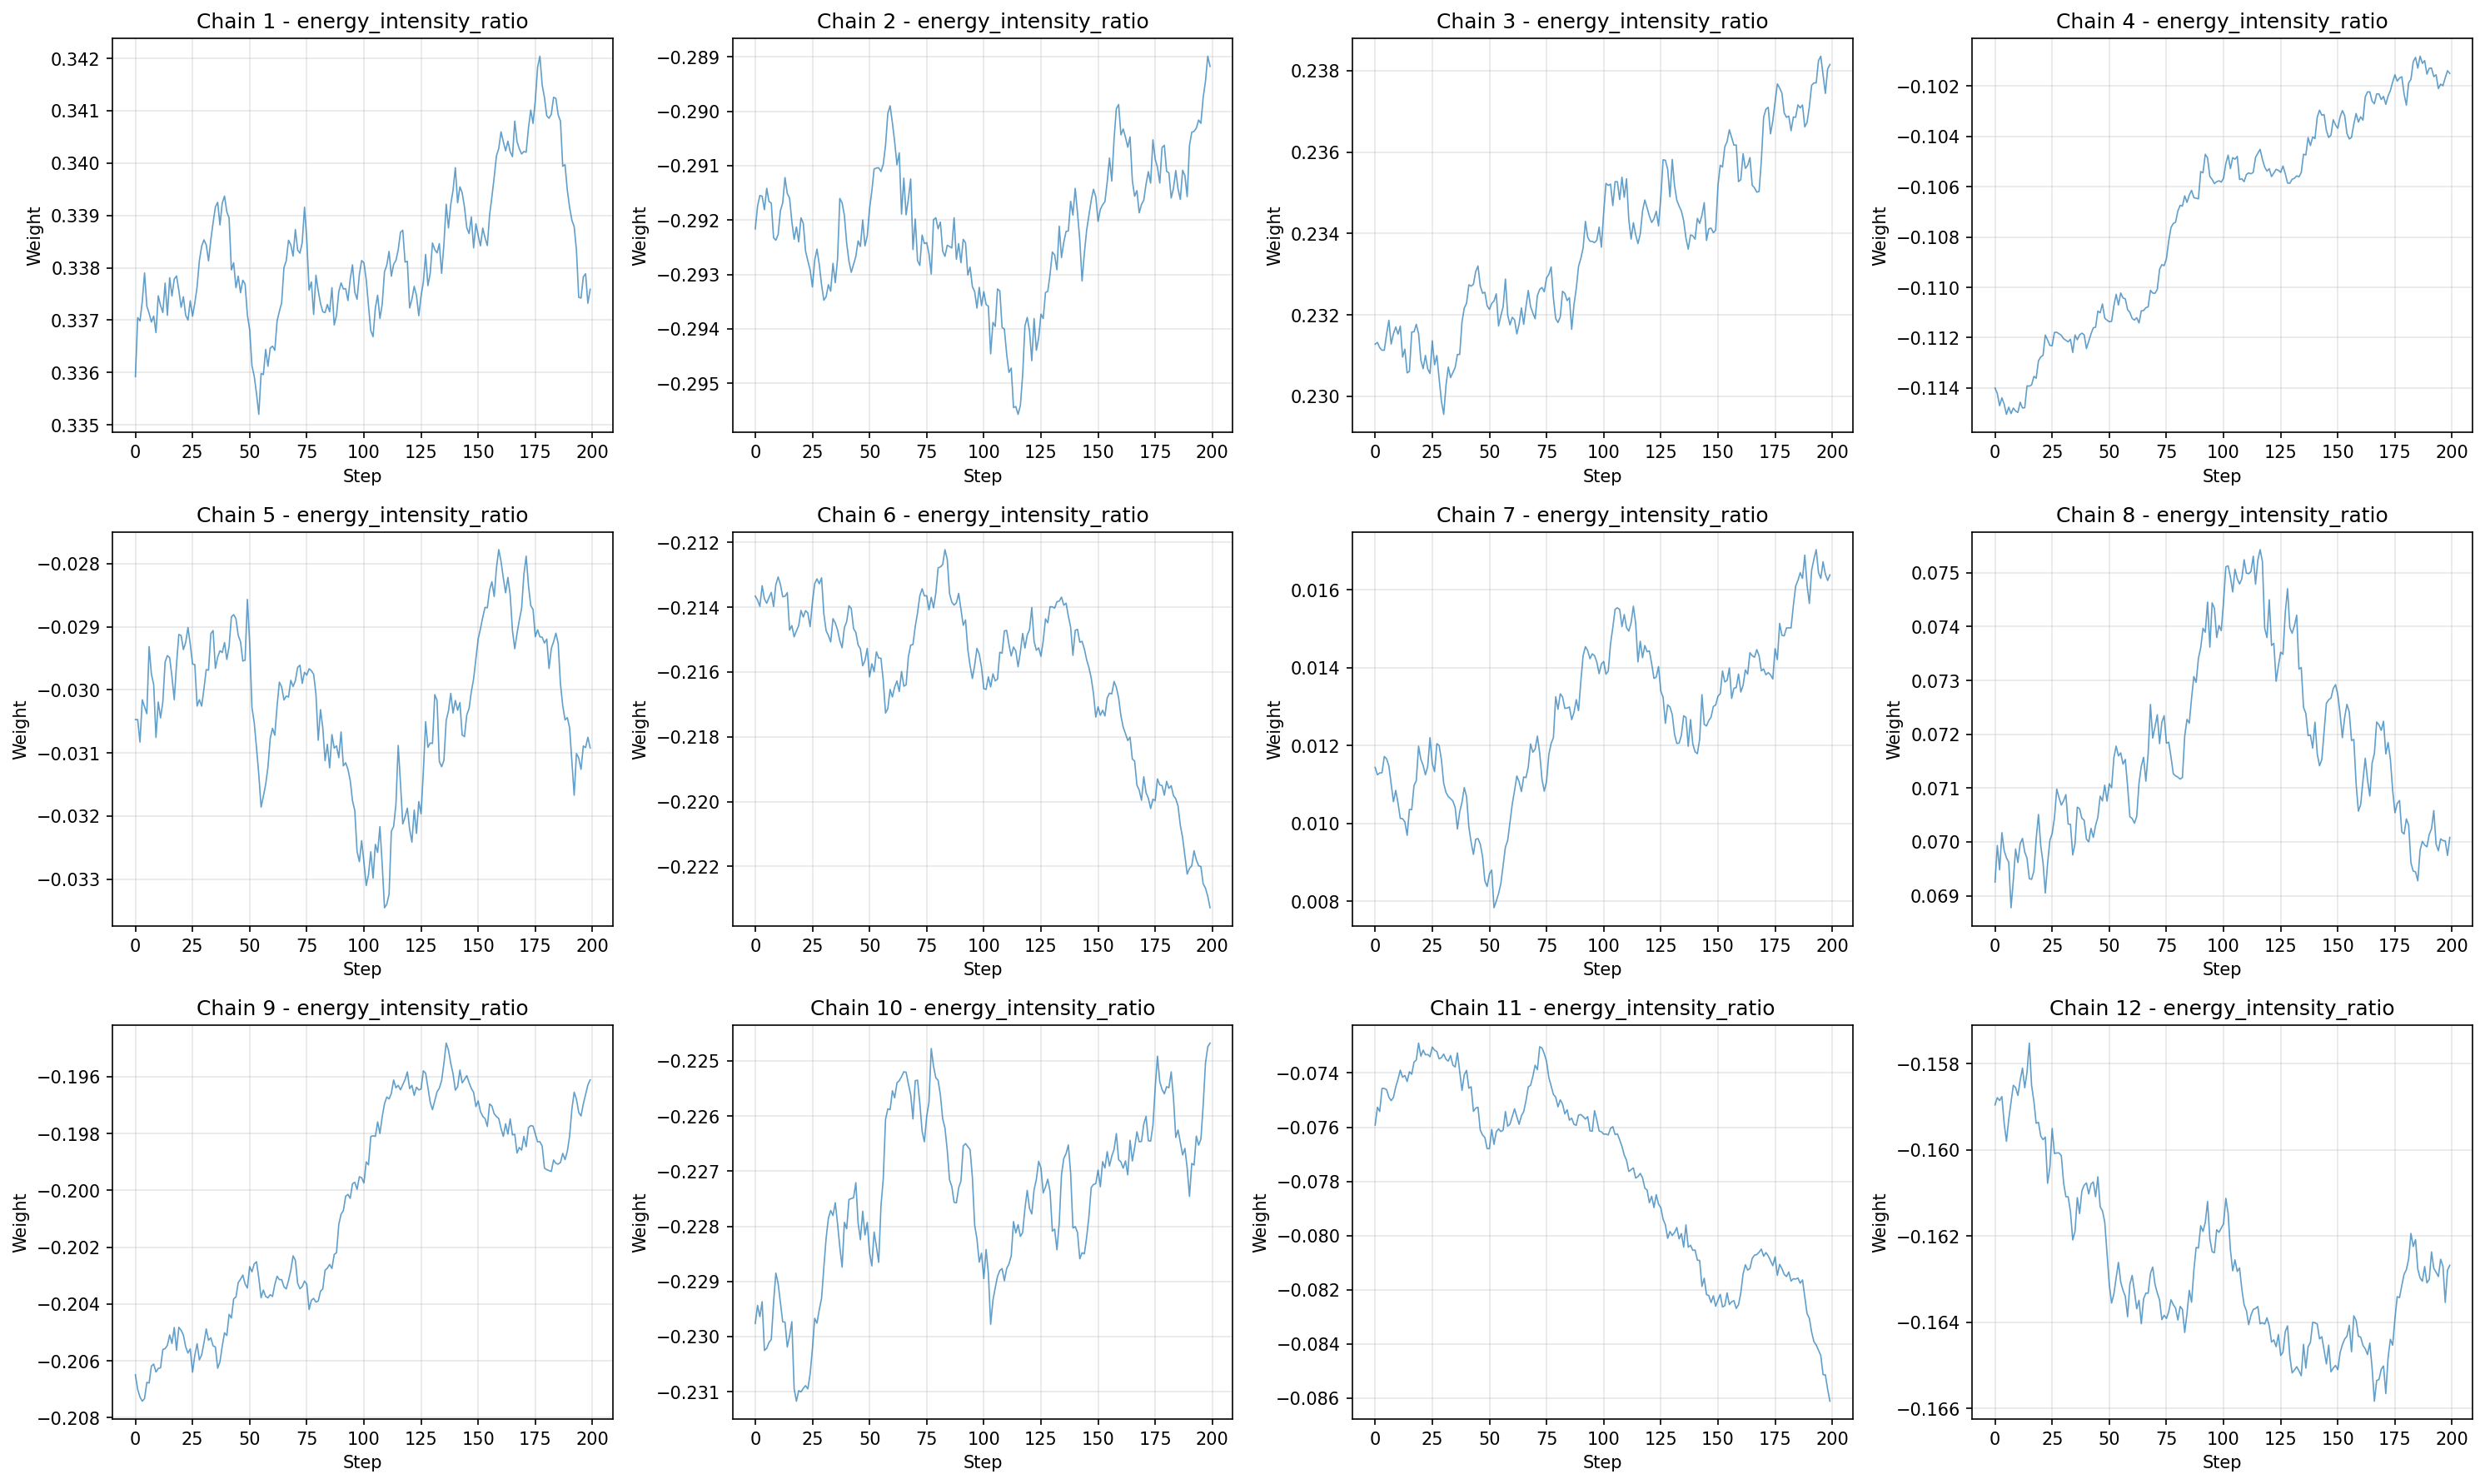 Chain 1 - energy_intensity_ratio
Weight
0.342
0.341
0.340
0.339
0.338
0.337
0.336
0.335
0 25 50 75 100 125 150 175 200
Step
Chain 2 - energy_intensity_ratio
Weight
−0.289
−0.290
−0.291
−0.292
−0.293
−0.294
−0.295
0 25 50 75 100 125 150 175 200
Step
Chain 3 - energy_intensity_ratio
Weight
0.238
0.236
0.234
0.232
0.230
0 25 50 75 100 125 150 175 200
Step
Chain 4 - energy_intensity_ratio
Weight
−0.102
−0.104
−0.106
−0.108
−0.110
−0.112
−0.114
0 25 50 75 100 125 150 175 200
Step
Chain 5 - energy_intensity_ratio
Weight
−0.028
−0.029
−0.030
−0.031
−0.032
−0.033
0 25 50 75 100 125 150 175 200
Step
Chain 6 - energy_intensity_ratio
Weight
−0.212
−0.214
−0.216
−0.218
−0.220
−0.222
0 25 50 75 100 125 150 175 200
Step
Chain 7 - energy_intensity_ratio
Weight
0.016
0.014
0.012
0.010
0.008
0 25 50 75 100 125 150 175 200
Step
Chain 8 - energy_intensity_ratio
Weight
0.075
0.074
0.073
0.072
0.071
0.070
0.069
0 25 50 75 100 125 150 175 200
Step
Chain 9 - energy_intensity_ratio
Weight
−0.196
−0.198
−0.200
−0.202
−0.204
−0.206
−0.208
0 25 50 75 100 125 150 175 200
Step
Chain 10 - energy_intensity_ratio
Weight
−0.225
−0.226
−0.227
−0.228
−0.229
−0.230
−0.231
0 25 50 75 100 125 150 175 200
Step
Chain 11 - energy_intensity_ratio
Weight
−0.074
−0.076
−0.078
−0.080
−0.082
−0.084
−0.086
0 25 50 75 100 125 150 175 200
Step
Chain 12 - energy_intensity_ratio
Weight
−0.158
−0.160
−0.162
−0.164
−0.166
0 25 50 75 100 125 150 175 200
Step